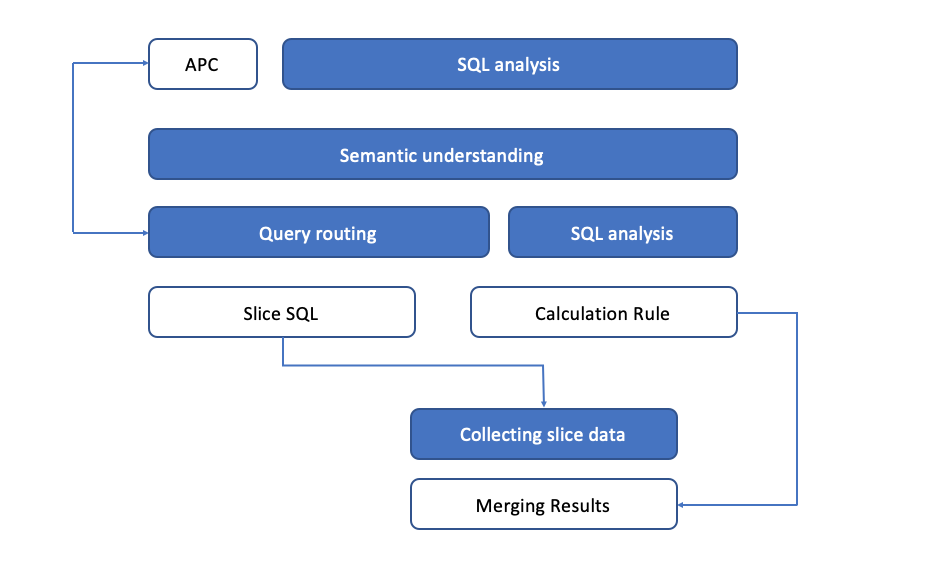 APC
SQL analysis
Semantic understanding
Query routing
SQL analysis
Slice SQL
Calculation Rule
Collecting slice data
Merging Results